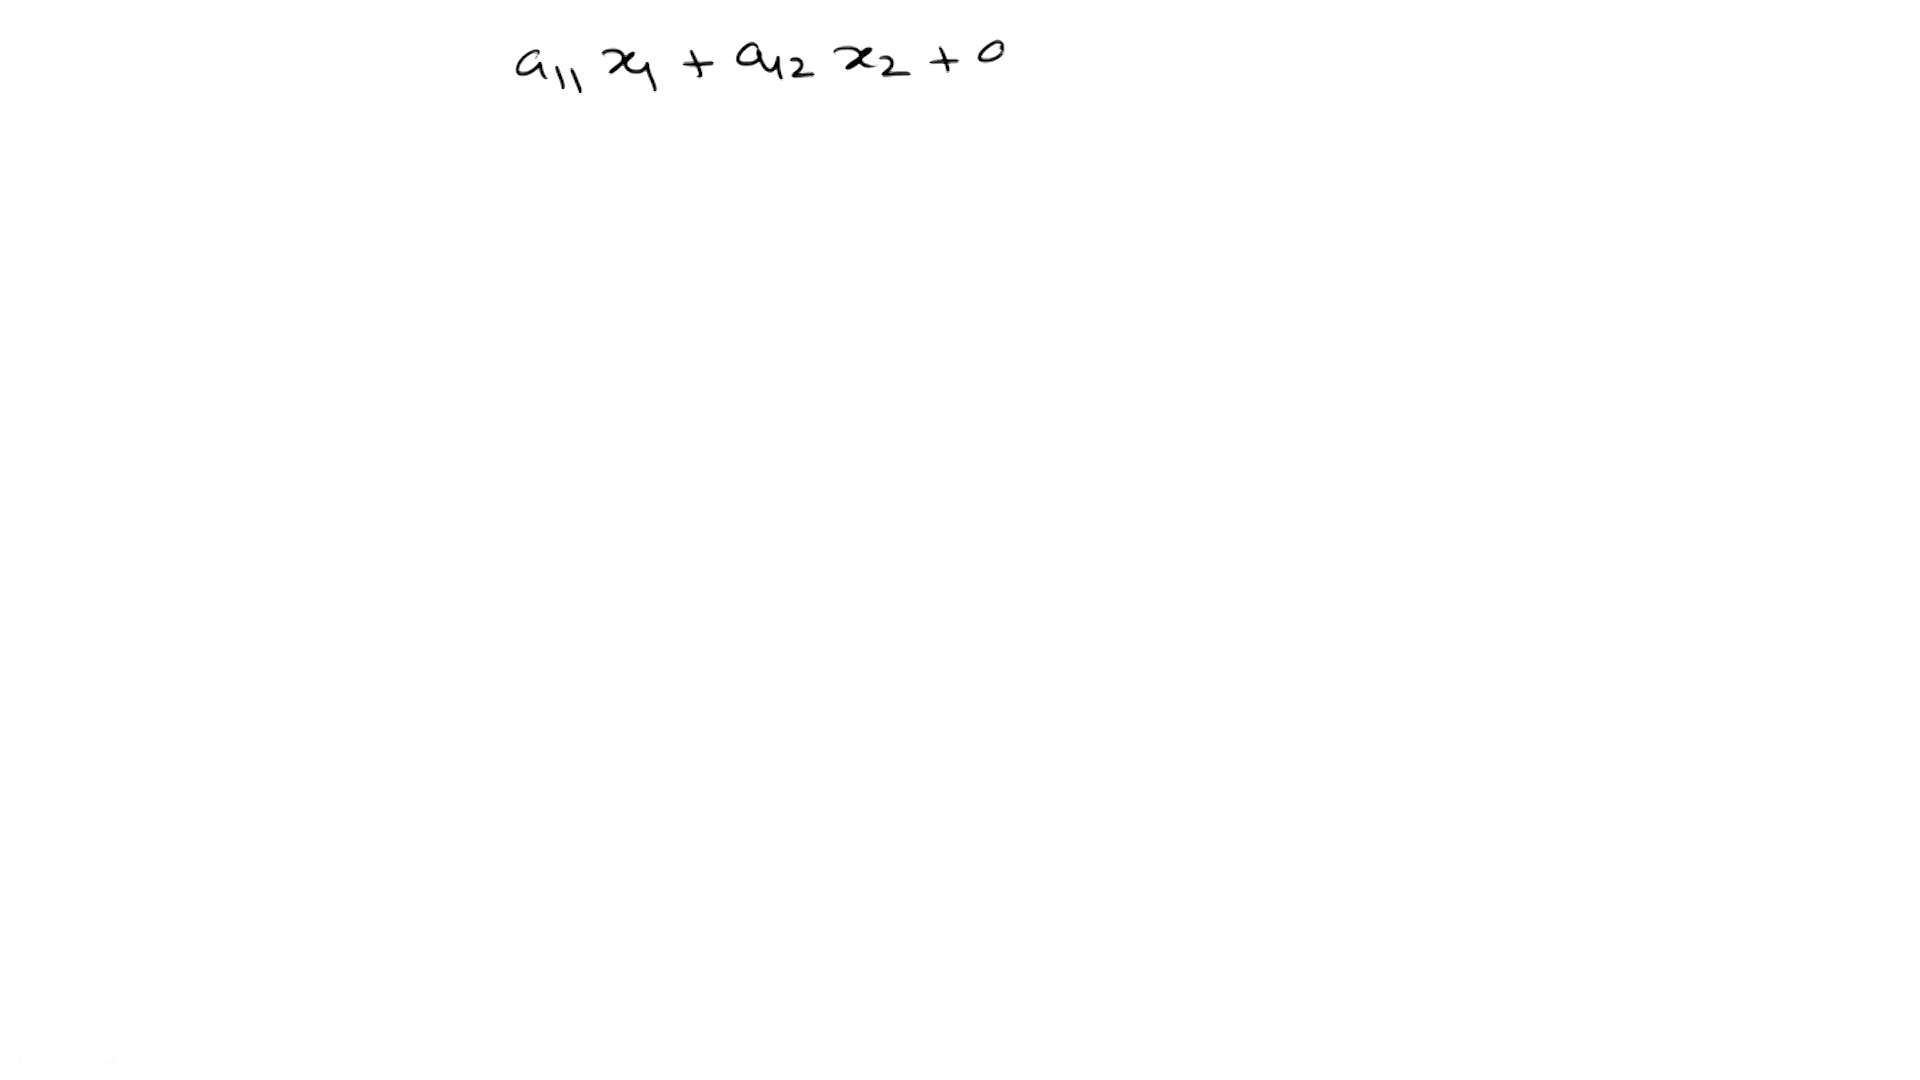 a₁₁ x₁ + a₁₂ x₂ + 0